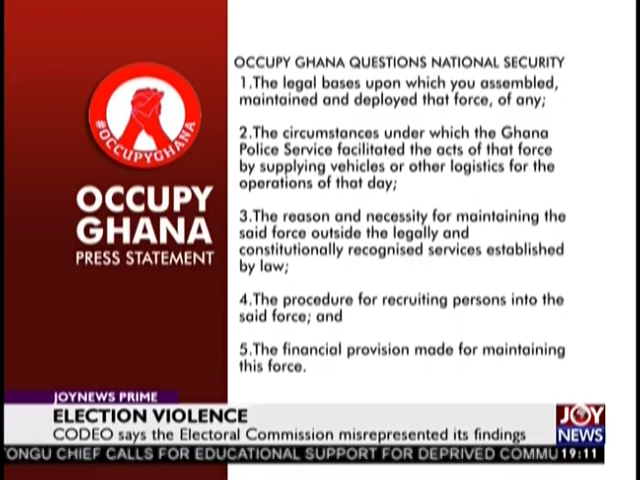 OCCUPY GHANA QUESTIONS NATIONAL SECURITY
1.The legal bases upon which you assembled,
maintained and deployed that force, of any;
2.The circumstances under which the Ghana
Police Service facilitated the acts of that force
by supplying vehicles or other logistics for the
operations of that day;
3.The reason and necessity for maintaining the
said force outside the legally and
constitutionally recognised services established
by law;
4.The procedure for recruiting persons into the
said force; and
5.The financial provision made for maintaining
this force.
#OCCUPYGHANA
OCCUPY
GHANA
PRESS STATEMENT
JOYNEWS PRIME
ELECTION VIOLENCE
CODEO says the Electoral Commission misrepresented its findings
JOY
NEWS
ONGU CHIEF CALLS FOR EDUCATIONAL SUPPORT FOR DEPRIVED COMMU
19:11